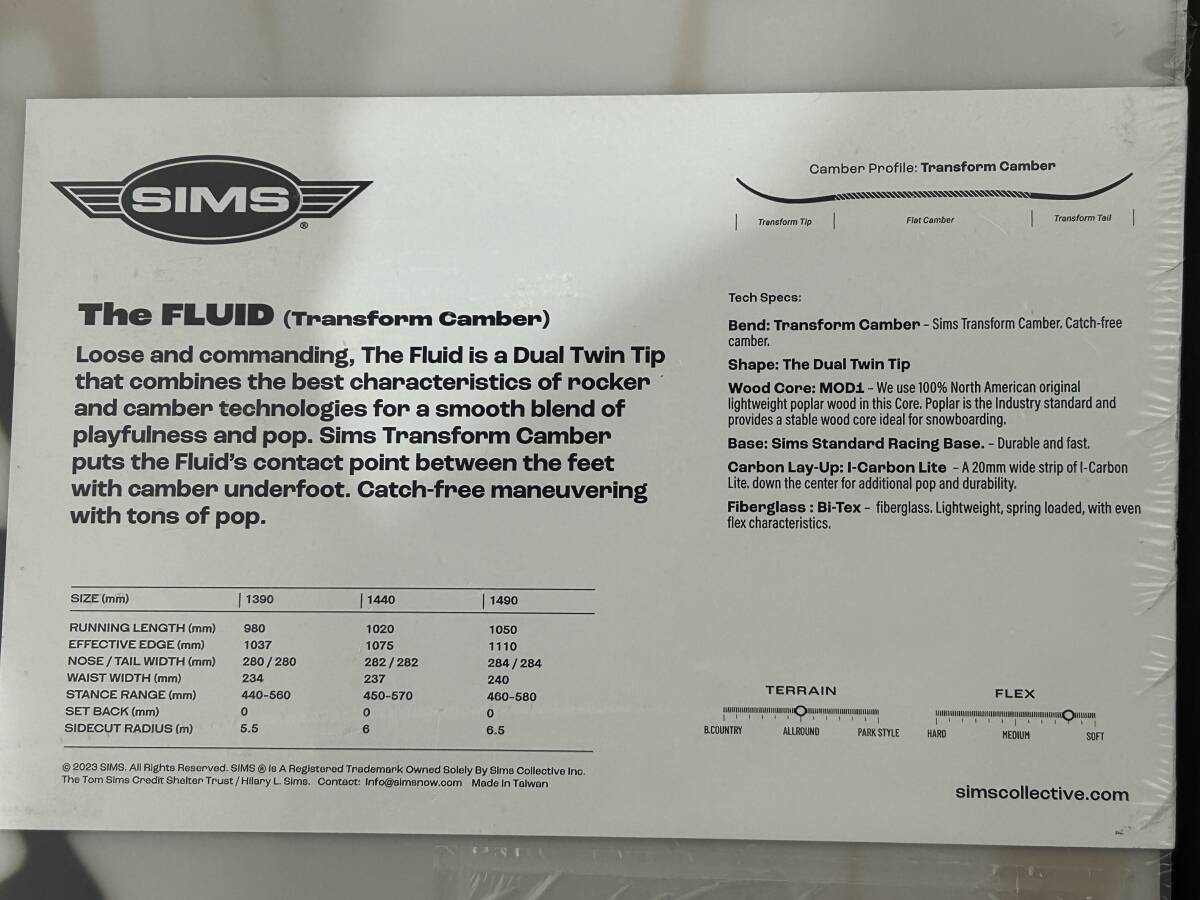 SIMS
®
The FLUID (Transform Camber)
Loose and commanding, The Fluid is a Dual Twin Tip
that combines the best characteristics of rocker
and camber technologies for a smooth blend of
playfulness and pop. Sims Transform Camber
puts the Fluid's contact point between the feet
with camber underfoot. Catch-free maneuvering
with tons of pop.
SIZE (mm) | 1390 | 1440 | 1490
RUNNING LENGTH (mm) 980 1020 1050
EFFECTIVE EDGE (mm) 1037 1075 1110
NOSE / TAIL WIDTH (mm) 280 / 280 282 / 282 284 / 284
WAIST WIDTH (mm) 234 237 240
STANCE RANGE (mm) 440-560 450-570 460-580
SET BACK (mm) 0 0 0
SIDECUT RADIUS (m) 5.5 6 6.5
© 2023 SIMS. All Rights Reserved. SIMS ® Is A Registered Trademark Owned Solely By Sims Collective Inc.
The Tom Sims Credit Shelter Trust / Hilary L. Sims. Contact: Info@simsnow.com Made In Taiwan
Camber Profile: Transform Camber
Transform Tip Flat Camber Transform Tail
Tech Specs:
Bend: Transform Camber – Sims Transform Camber. Catch-free
camber.
Shape: The Dual Twin Tip
Wood Core: MOD1 – We use 100% North American original
lightweight poplar wood in this Core. Poplar is the Industry standard and
provides a stable wood core ideal for snowboarding.
Base: Sims Standard Racing Base. – Durable and fast.
Carbon Lay-Up: I-Carbon Lite – A 20mm wide strip of I-Carbon
Lite. down the center for additional pop and durability.
Fiberglass : Bi-Tex – fiberglass. Lightweight, spring loaded, with even
flex characteristics.
TERRAIN
B.COUNTRY ALLROUND PARK STYLE
FLEX
HARD MEDIUM SOFT
simscollective.com